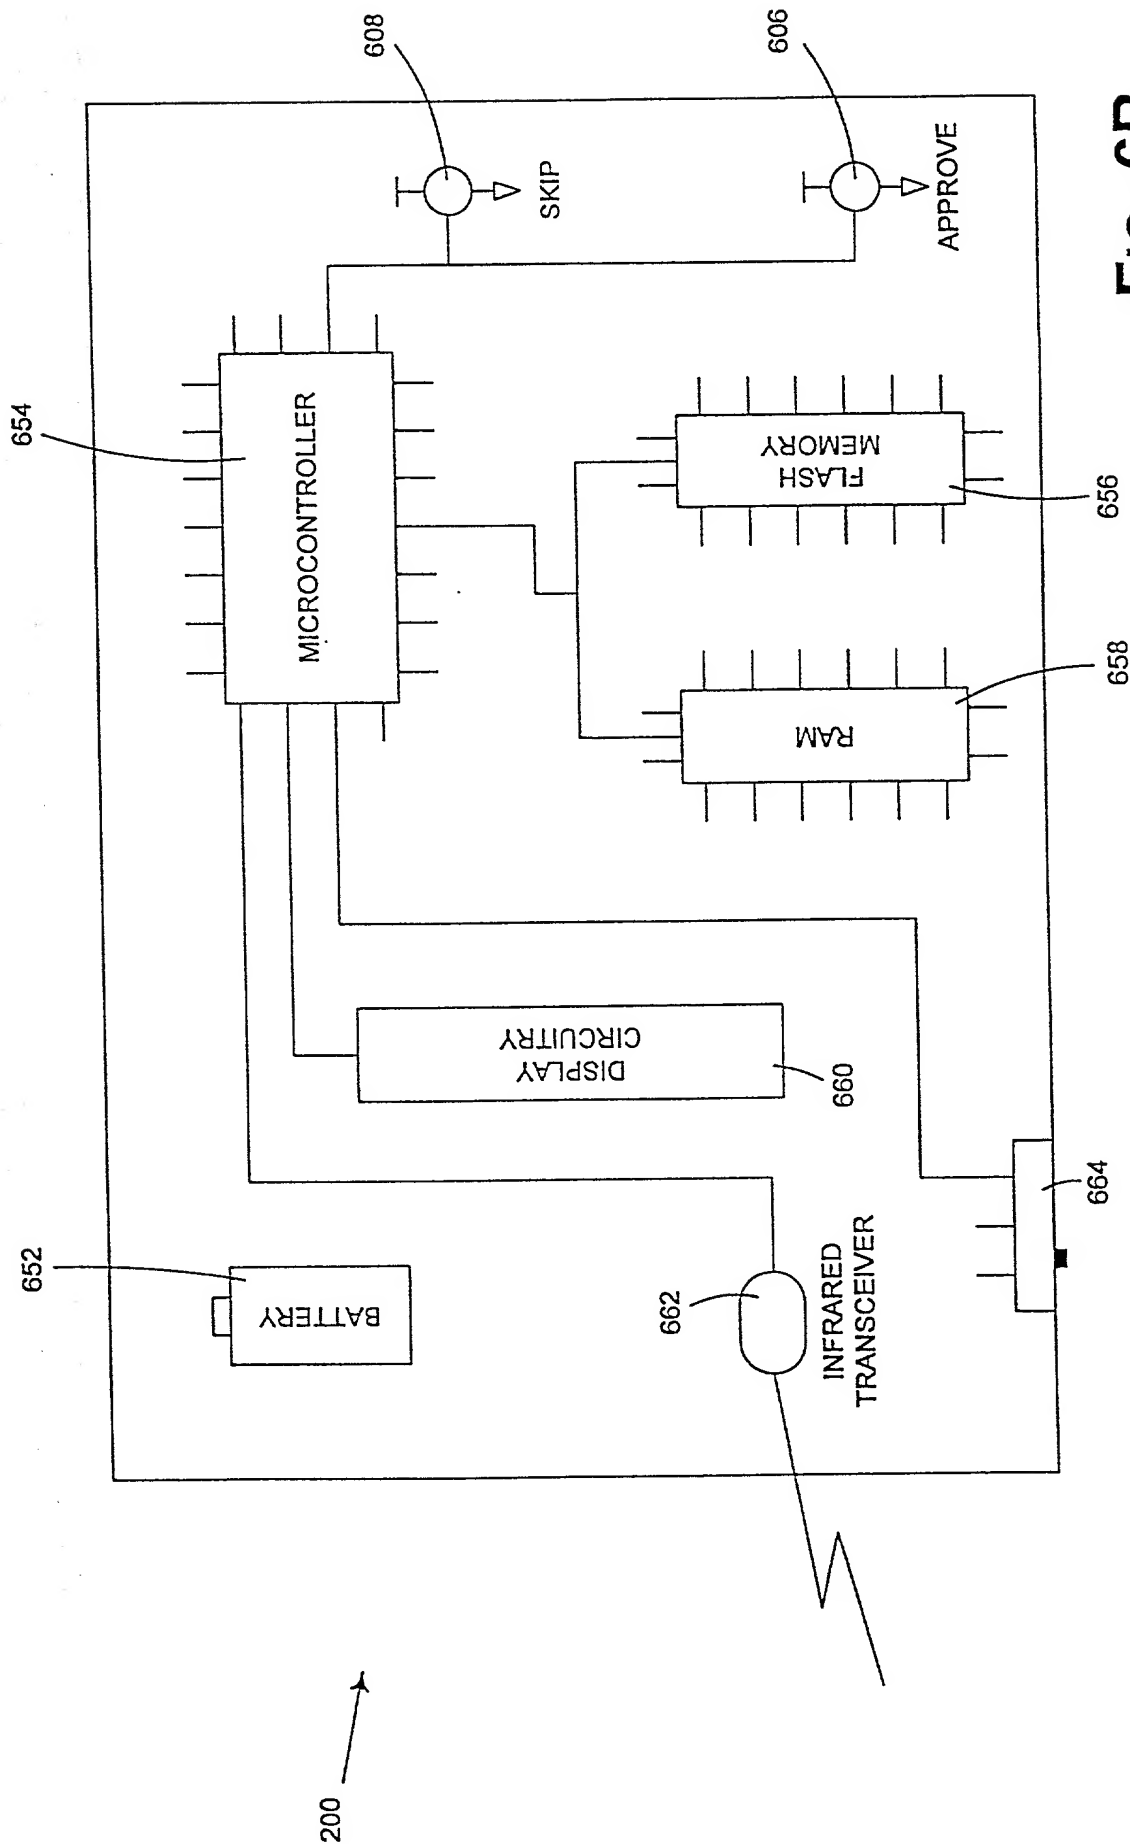 652
654
608
BATTERY
MICROCONTROLLER
SKIP
DISPLAY
CIRCUITRY
RAM
FLASH
MEMORY
662
660
606
INFRARED
TRANSCEIVER
APPROVE
664
658
656
200